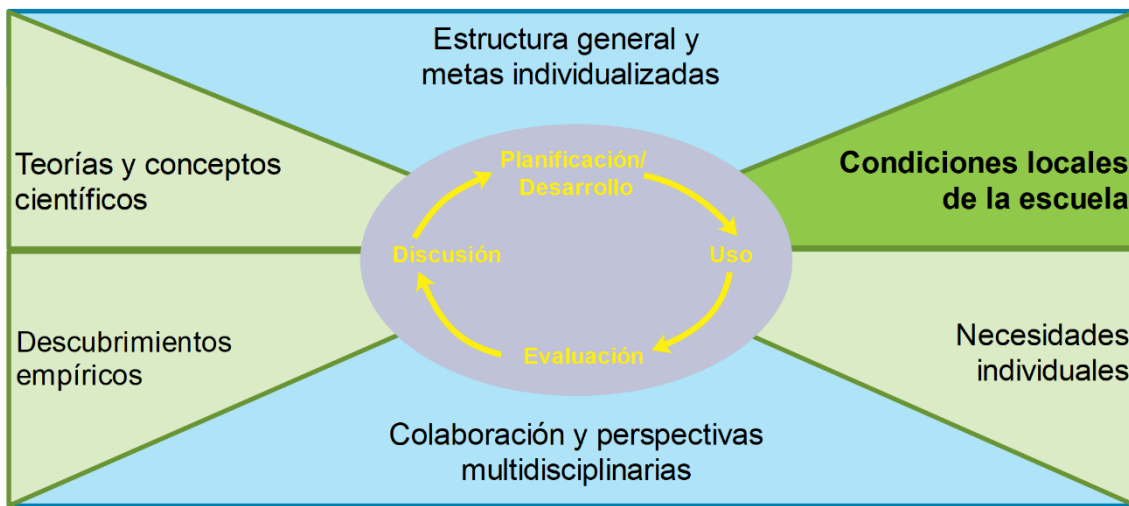 Estructura general y
metas individualizadas
Teorías y conceptos
científicos
Planificación/
Desarrollo
Condiciones locales
de la escuela
Discusión
Uso
Evaluación
Descubrimientos
empíricos
Necesidades
individuales
Colaboración y perspectivas
multidisciplinarias